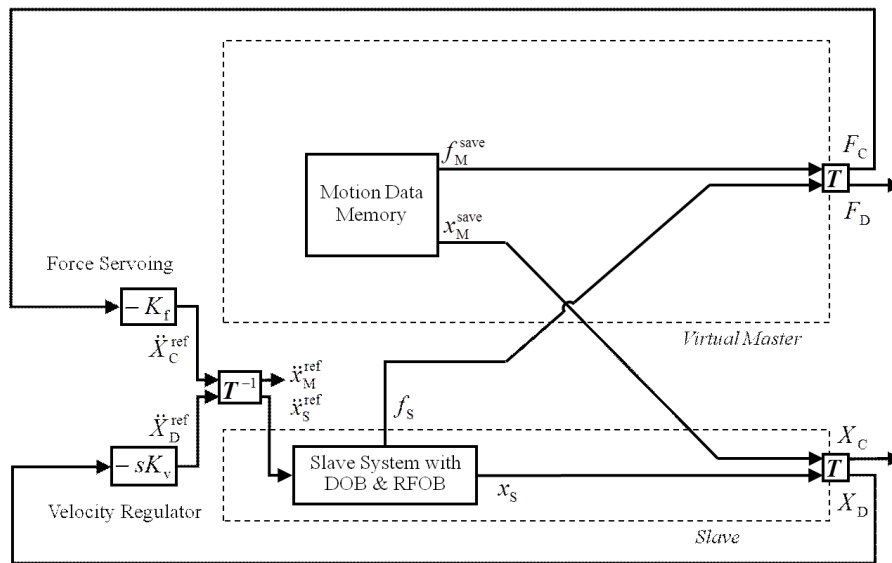 f_M^save
F_C
T
Motion Data
Memory
F_D
x_M^save
Force Servoing
− K_f
Virtual Master
Ẍ_C^ref
T⁻¹
ẍ_M^ref
ẍ_S^ref
f_S
Ẍ_D^ref
X_C
− sK_v
Slave System with
DOB & RFOB
T
x_S
X_D
Velocity Regulator
Slave